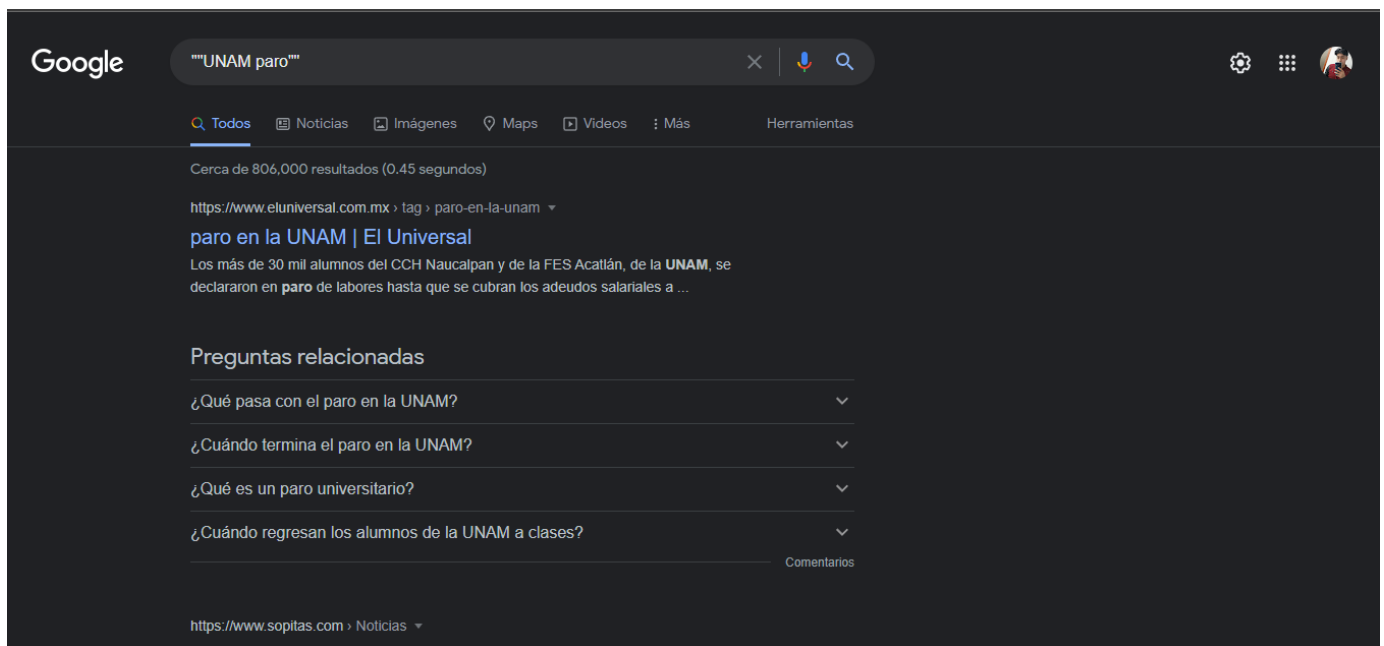 Google
""UNAM paro""
Todos Noticias Imágenes Maps Videos Más Herramientas
Cerca de 806,000 resultados (0.45 segundos)
https://www.eluniversal.com.mx › tag › paro-en-la-unam
paro en la UNAM | El Universal
Los más de 30 mil alumnos del CCH Naucalpan y de la FES Acatlán, de la UNAM, se
declararon en paro de labores hasta que se cubran los adeudos salariales a ...
Preguntas relacionadas
¿Qué pasa con el paro en la UNAM?
¿Cuándo termina el paro en la UNAM?
¿Qué es un paro universitario?
¿Cuándo regresan los alumnos de la UNAM a clases?
Comentarios
https://www.sopitas.com › Noticias